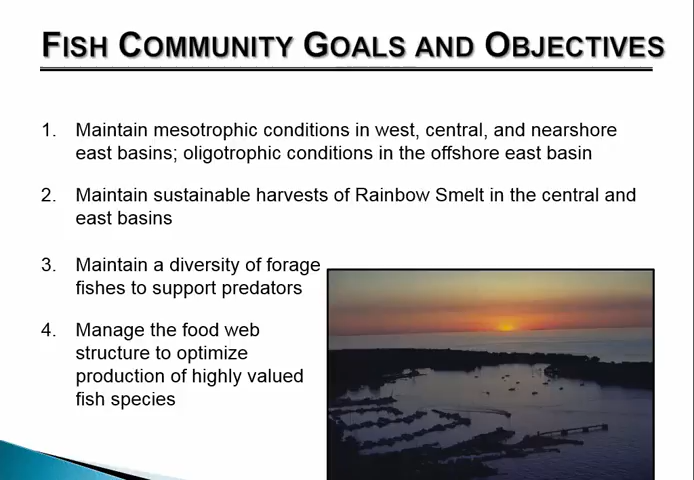 FISH COMMUNITY GOALS AND OBJECTIVES
1. Maintain mesotrophic conditions in west, central, and nearshore
east basins; oligotrophic conditions in the offshore east basin
2. Maintain sustainable harvests of Rainbow Smelt in the central and
east basins
3. Maintain a diversity of forage
fishes to support predators
4. Manage the food web
structure to optimize
production of highly valued
fish species